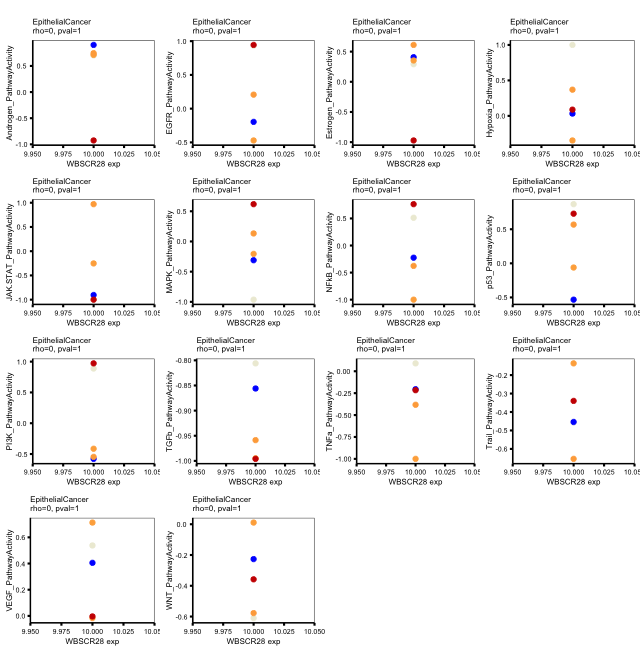 EpithelialCancer
rho=0, pval=1
Androgen_PathwayActivity
0.5
0.0
-0.5
-1.0
9.950 9.975 10.000 10.025 10.05
WBSCR28 exp
EpithelialCancer
rho=0, pval=1
EGFR_PathwayActivity
1.0
0.5
0.0
-0.5
9.950 9.975 10.000 10.025 10.05
WBSCR28 exp
EpithelialCancer
rho=0, pval=1
Estrogen_PathwayActivity
0.5
0.0
-0.5
-1.0
9.950 9.975 10.000 10.025 10.05
WBSCR28 exp
EpithelialCancer
rho=0, pval=1
Hypoxia_PathwayActivity
1.0
0.5
0.0
9.950 9.975 10.000 10.025 10.05
WBSCR28 exp
EpithelialCancer
rho=0, pval=1
JAK.STAT_PathwayActivity
1.0
0.5
0.0
-0.5
-1.0
9.950 9.975 10.000 10.025 10.05
WBSCR28 exp
EpithelialCancer
rho=0, pval=1
MAPK_PathwayActivity
0.5
0.0
-0.5
-1.0
9.950 9.975 10.000 10.025 10.05
WBSCR28 exp
EpithelialCancer
rho=0, pval=1
NFkB_PathwayActivity
0.5
0.0
-0.5
-1.0
9.950 9.975 10.000 10.025 10.05
WBSCR28 exp
EpithelialCancer
rho=0, pval=1
p53_PathwayActivity
0.5
0.0
-0.5
9.950 9.975 10.000 10.025 10.05
WBSCR28 exp
EpithelialCancer
rho=0, pval=1
PI3K_PathwayActivity
1.0
0.5
0.0
-0.5
9.950 9.975 10.000 10.025 10.05
WBSCR28 exp
EpithelialCancer
rho=0, pval=1
TGFb_PathwayActivity
-0.80
-0.85
-0.90
-0.95
-1.00
9.950 9.975 10.000 10.025 10.05
WBSCR28 exp
EpithelialCancer
rho=0, pval=1
TNFa_PathwayActivity
0.00
-0.25
-0.50
-0.75
-1.00
9.950 9.975 10.000 10.025 10.05
WBSCR28 exp
EpithelialCancer
rho=0, pval=1
Trail_PathwayActivity
-0.2
-0.3
-0.4
-0.5
-0.6
9.950 9.975 10.000 10.025 10.05
WBSCR28 exp
EpithelialCancer
rho=0, pval=1
VEGF_PathwayActivity
0.6
0.4
0.2
0.0
9.950 9.975 10.000 10.025 10.05
WBSCR28 exp
EpithelialCancer
rho=0, pval=1
WNT_PathwayActivity
0.0
-0.2
-0.4
-0.6
9.950 9.975 10.000 10.025 10.050
WBSCR28 exp